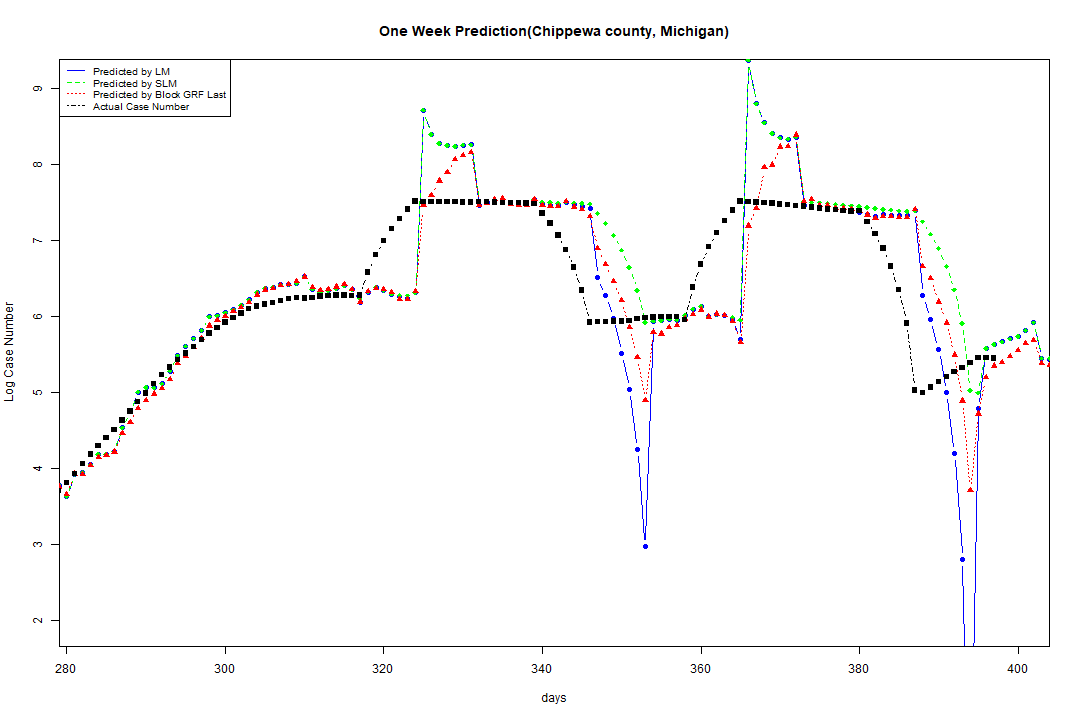 One Week Prediction(Chippewa county, Michigan)
Predicted by LM
Predicted by SLM
Predicted by Block GRF Last
Actual Case Number
Log Case Number
9
8
7
6
5
4
3
2
280 300 320 340 360 380 400
days